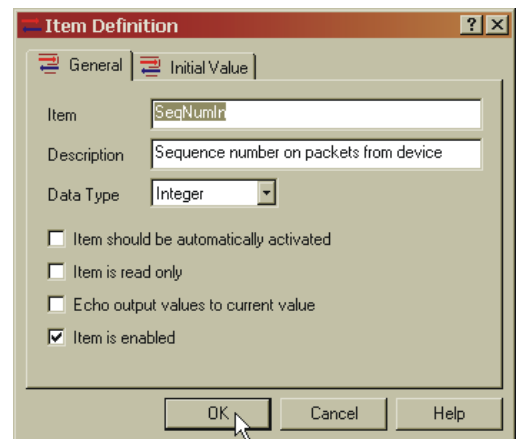 Item Definition
General
Initial Value
Item
SeqNumIn
Description
Sequence number on packets from device
Data Type
Integer
Item should be automatically activated
Item is read only
Echo output values to current value
Item is enabled
OK
Cancel
Help